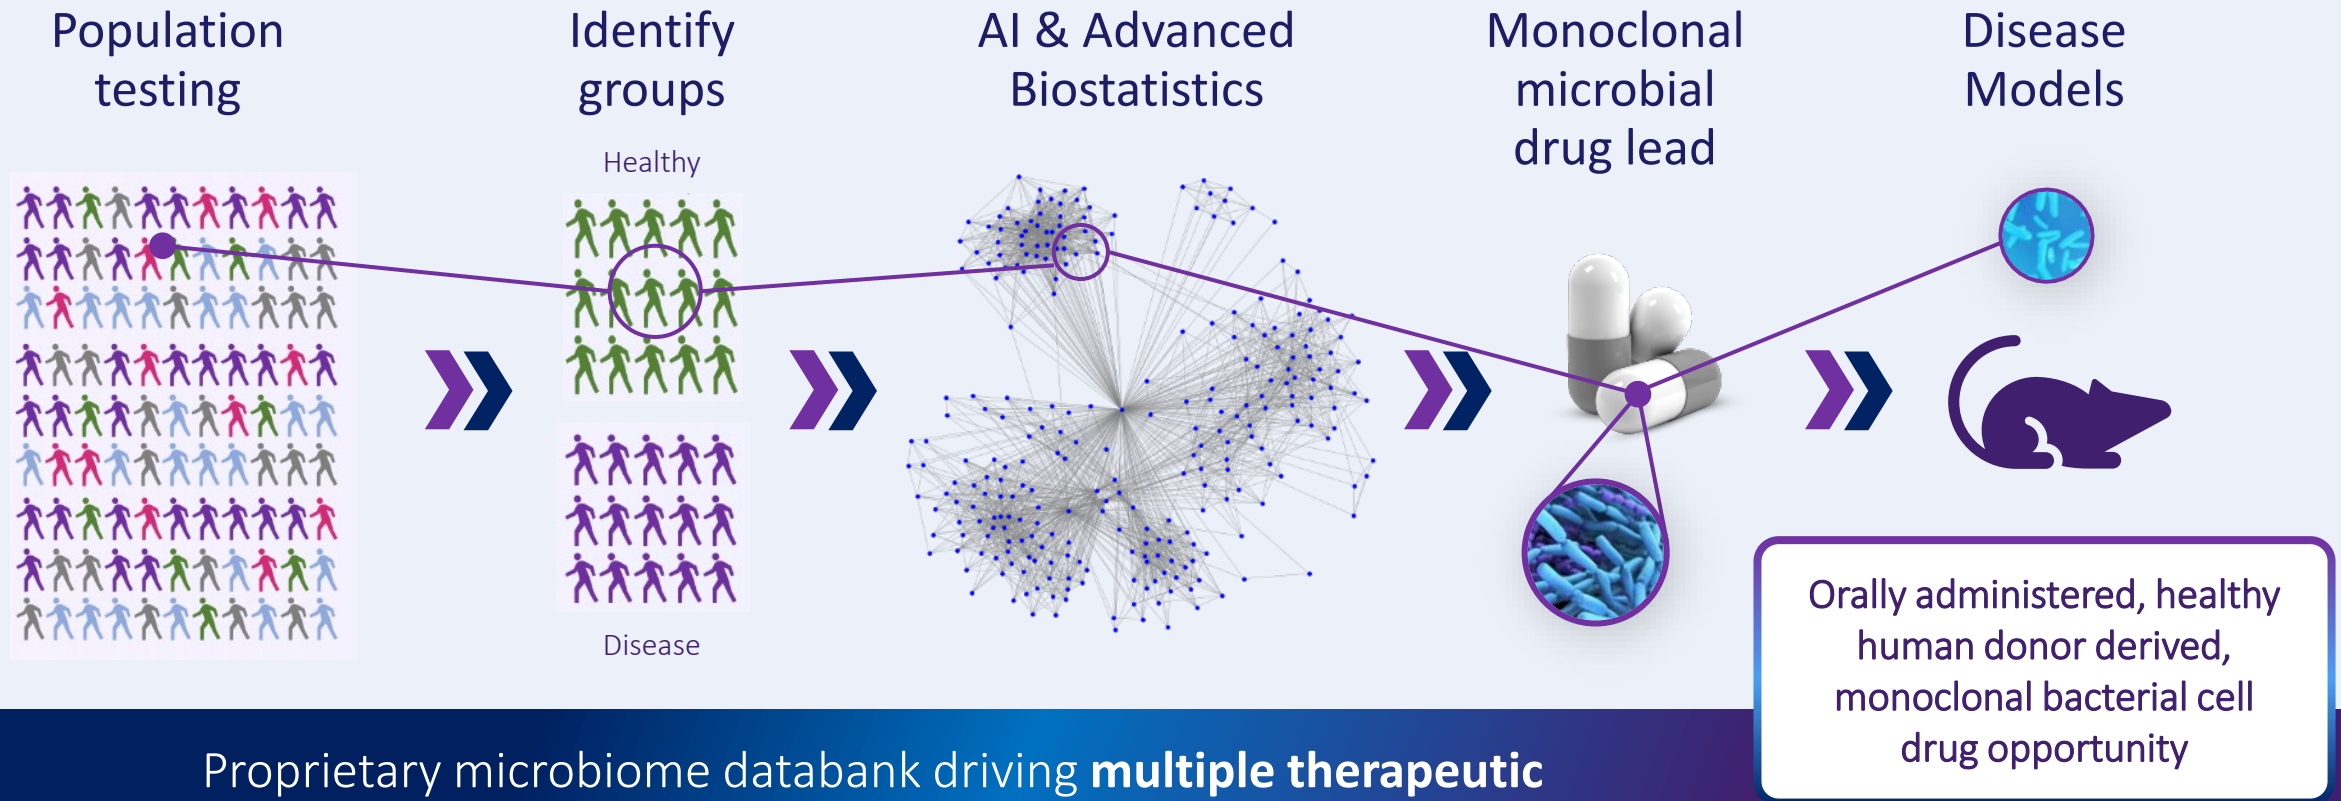 Population
testing
Identify
groups
AI & Advanced
Biostatistics
Monoclonal
microbial
drug lead
Disease
Models
Healthy
Disease
Orally administered, healthy
human donor derived,
monoclonal bacterial cell
drug opportunity
Proprietary microbiome databank driving multiple therapeutic